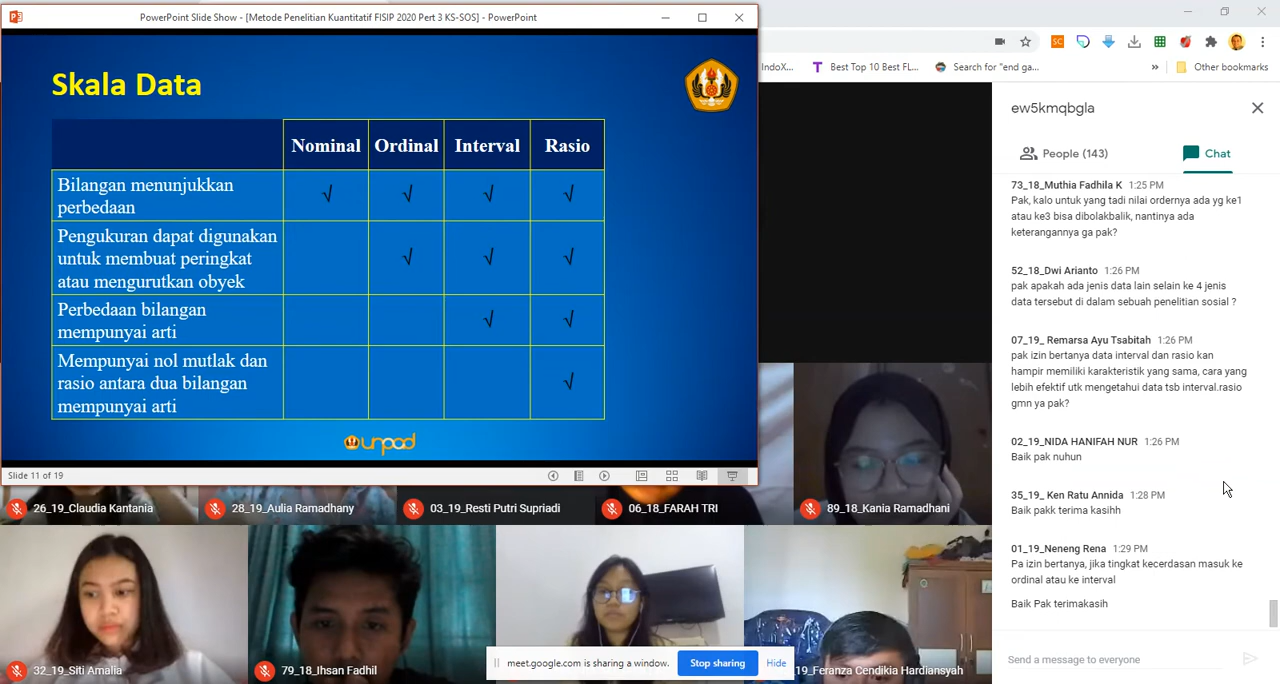 PowerPoint Slide Show - [Metode Penelitian Kuantitatif FISIP 2020 Pert 3 KS-SOS] - PowerPoint
Skala Data
Nominal Ordinal Interval Rasio
Bilangan menunjukkan
perbedaan
√ √ √ √
Pengukuran dapat digunakan
untuk membuat peringkat
atau mengurutkan obyek
√ √ √
Perbedaan bilangan
mempunyai arti
√ √
Mempunyai nol mutlak dan
rasio antara dua bilangan
mempunyai arti
√
unpad
Slide 11 of 19
SC
IndoX... Best Top 10 Best FL... Search for "end ga... » Other bookmarks
ew5kmqbgla
People (143) Chat
73_18_Muthia Fadhila K 1:25 PM
Pak, kalo untuk yang tadi nilai ordernya ada yg ke1
atau ke3 bisa dibolakbalik, nantinya ada
keterangannya ga pak?
52_18_Dwi Arianto 1:26 PM
pak apakah ada jenis data lain selain ke 4 jenis
data tersebut di dalam sebuah penelitian sosial ?
07_19_ Remarsa Ayu Tsabitah 1:26 PM
pak izin bertanya data interval dan rasio kan
hampir memiliki karakteristik yang sama, cara yang
lebih efektif utk mengetahui data tsb interval.rasio
gmn ya pak?
02_19_NIDA HANIFAH NUR 1:26 PM
Baik pak nuhun
35_19_ Ken Ratu Annida 1:28 PM
Baik pakk terima kasihh
01_19_Neneng Rena 1:29 PM
Pa izin bertanya, jika tingkat kecerdasan masuk ke
ordinal atau ke interval
Baik Pak terimakasih
Send a message to everyone
26_19_Claudia Kantania
28_19_Aulia Ramadhany
03_19_Resti Putri Supriadi
06_18_FARAH TRI
89_18_Kania Ramadhani
32_19_Siti Amalia
79_18_Ihsan Fadhil
_19_Feranza Cendikia Hardiansyah
meet.google.com is sharing a window. Stop sharing Hide